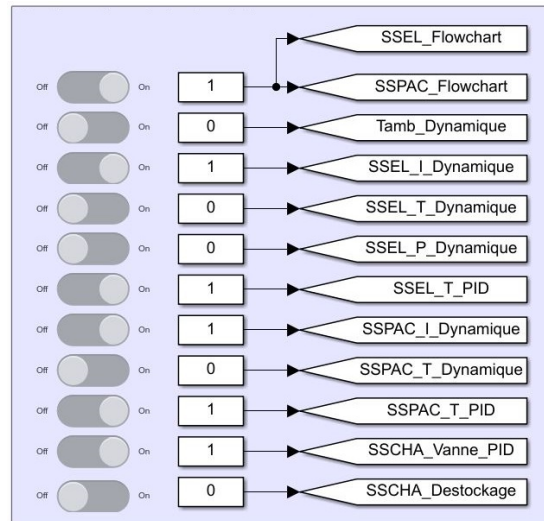 SSEL_Flowchart
Off On 1 SSPAC_Flowchart
Off On 0 Tamb_Dynamique
Off On 1 SSEL_I_Dynamique
Off On 0 SSEL_T_Dynamique
Off On 0 SSEL_P_Dynamique
Off On 1 SSEL_T_PID
Off On 1 SSPAC_I_Dynamique
Off On 0 SSPAC_T_Dynamique
Off On 1 SSPAC_T_PID
Off On 1 SSCHA_Vanne_PID
Off On 0 SSCHA_Destockage